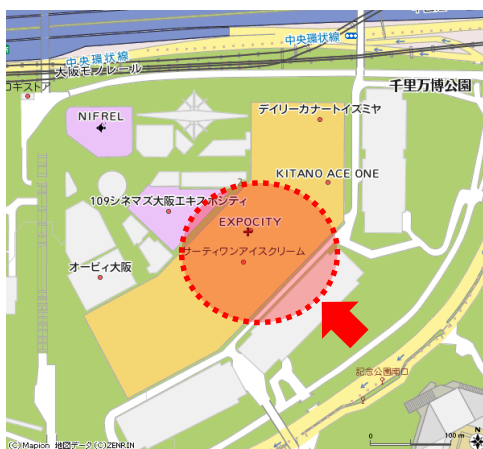 中央環状線
中央環状線
大阪モノレール
コキストア
千里万博公園
NIFREL
デイリーカナートイズミヤ
KITANO ACE ONE
109シネマズ大阪エキスポシティ
EXPOCITY
サーティワンアイスクリーム
オービィ大阪
記念公園南口
0 100 m
N
(C)Mapion 地図データ(C)ZENRIN